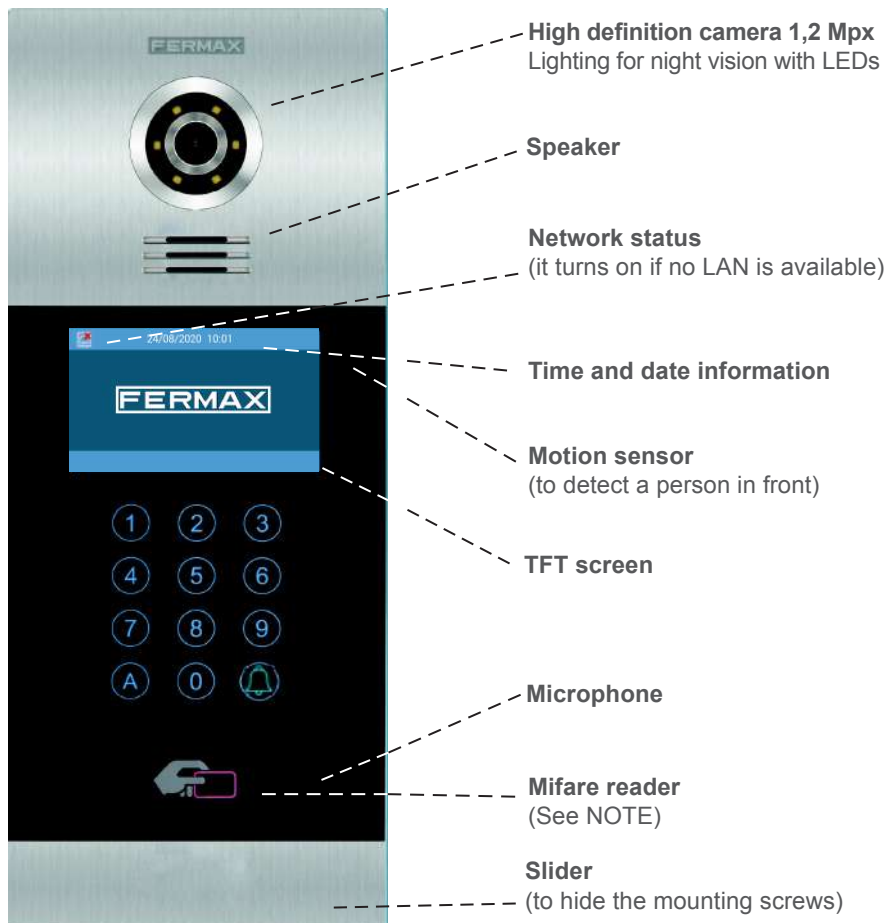 FERMAX
High definition camera 1,2 Mpx
Lighting for night vision with LEDs
Speaker
Network status
(it turns on if no LAN is available)
24/08/2020 10:01
Time and date information
FERMAX
Motion sensor
(to detect a person in front)
TFT screen
1 2 3
4 5 6
7 8 9
A 0
Microphone
Mifare reader
(See NOTE)
Slider
(to hide the mounting screws)